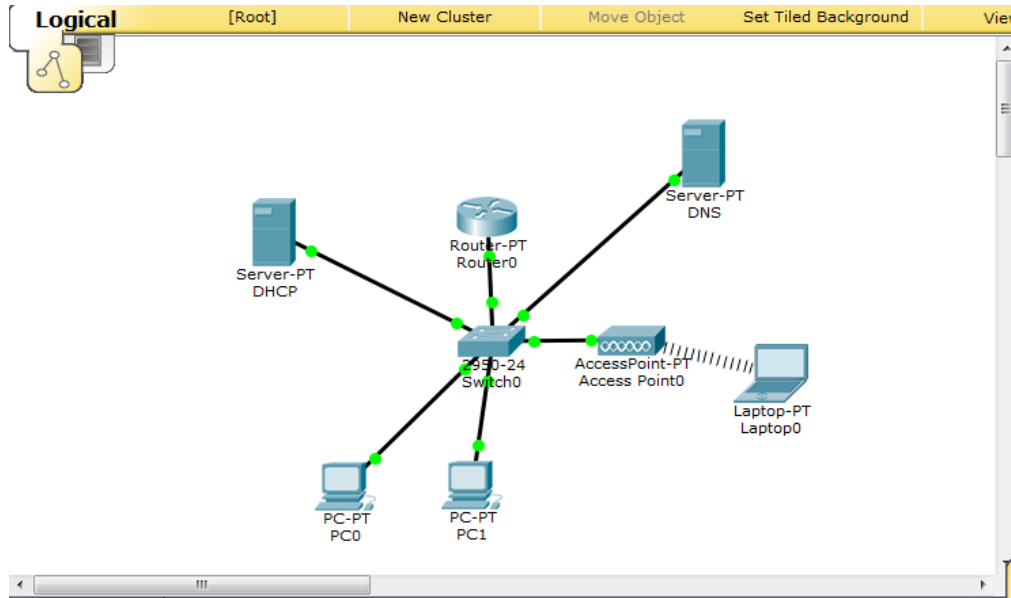 Logical
[Root]
New Cluster
Move Object
Set Tiled Background
View
Server-PT
DNS
Router-PT
Router0
Server-PT
DHCP
2950-24
Switch0
AccessPoint-PT
Access Point0
Laptop-PT
Laptop0
PC-PT
PC0
PC-PT
PC1